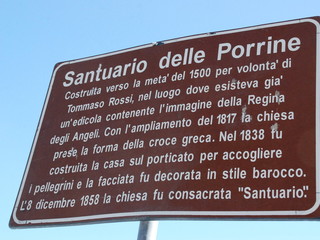 Santuario delle Porrine
Costruita verso la meta' del 1500 per volonta' di
Tommaso Rossi, nel luogo dove esisteva gia'
un'edicola contenente l'immagine della Regina
degli Angeli. Con l'ampliamento del 1817 la chiesa
prese la forma della croce greca. Nel 1838 fu
costruita la casa sul porticato per accogliere
i pellegrini e la facciata fu decorata in stile barocco.
L'8 dicembre 1858 la chiesa fu consacrata "Santuario".